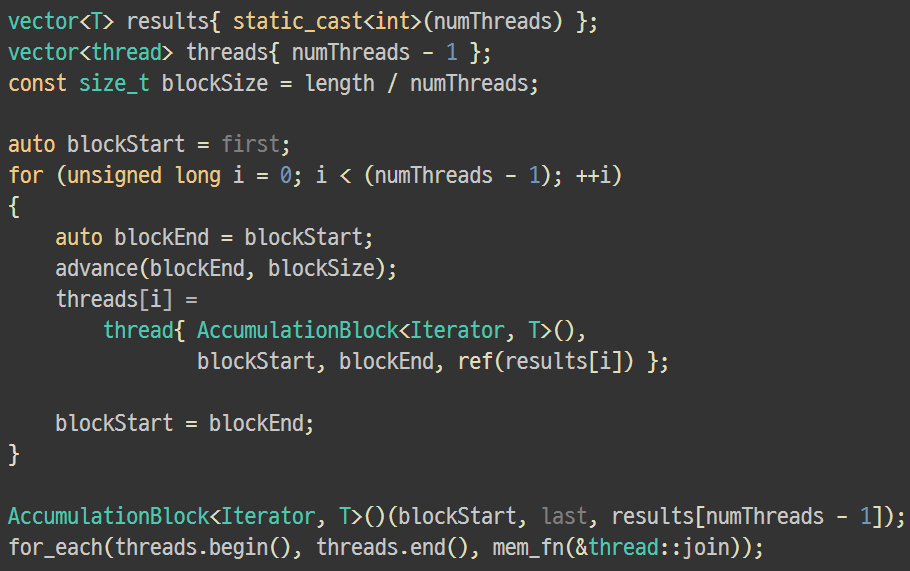 vector<T> results{ static_cast<int>(numThreads) };
vector<thread> threads{ numThreads - 1 };
const size_t blockSize = length / numThreads;

auto blockStart = first;
for (unsigned long i = 0; i < (numThreads - 1); ++i)
{
    auto blockEnd = blockStart;
    advance(blockEnd, blockSize);
    threads[i] =
        thread{ AccumulationBlock<Iterator, T>(),
                blockStart, blockEnd, ref(results[i]) };

    blockStart = blockEnd;
}

AccumulationBlock<Iterator, T>()(blockStart, last, results[numThreads - 1]);
for_each(threads.begin(), threads.end(), mem_fn(&thread::join));